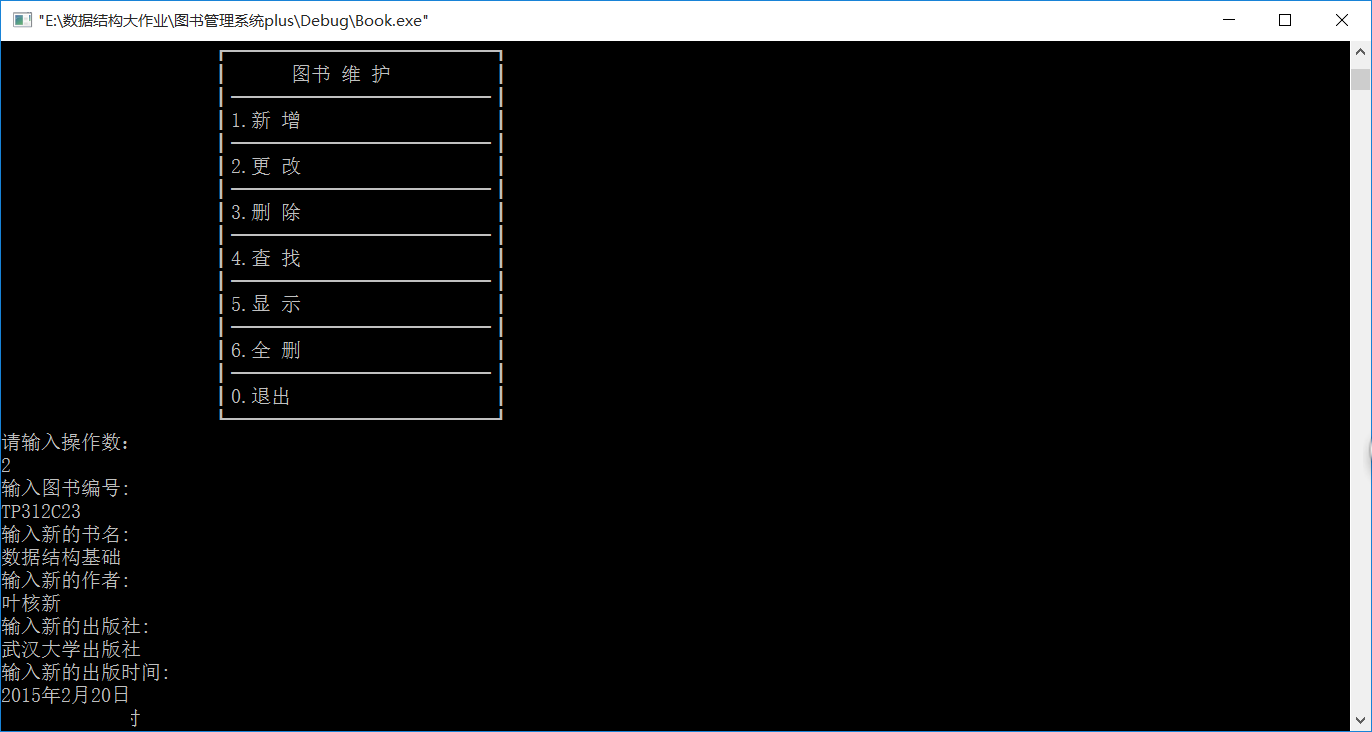 "E:\数据结构大作业\图书管理系统plus\Debug\Book.exe"
图书 维 护
1.新 增
2.更 改
3.删 除
4.查 找
5.显 示
6.全 删
0.退出
请输入操作数:
2
输入图书编号:
TP312C23
输入新的书名:
数据结构基础
输入新的作者:
叶核新
输入新的出版社:
武汉大学出版社
输入新的出版时间:
2015年2月20日